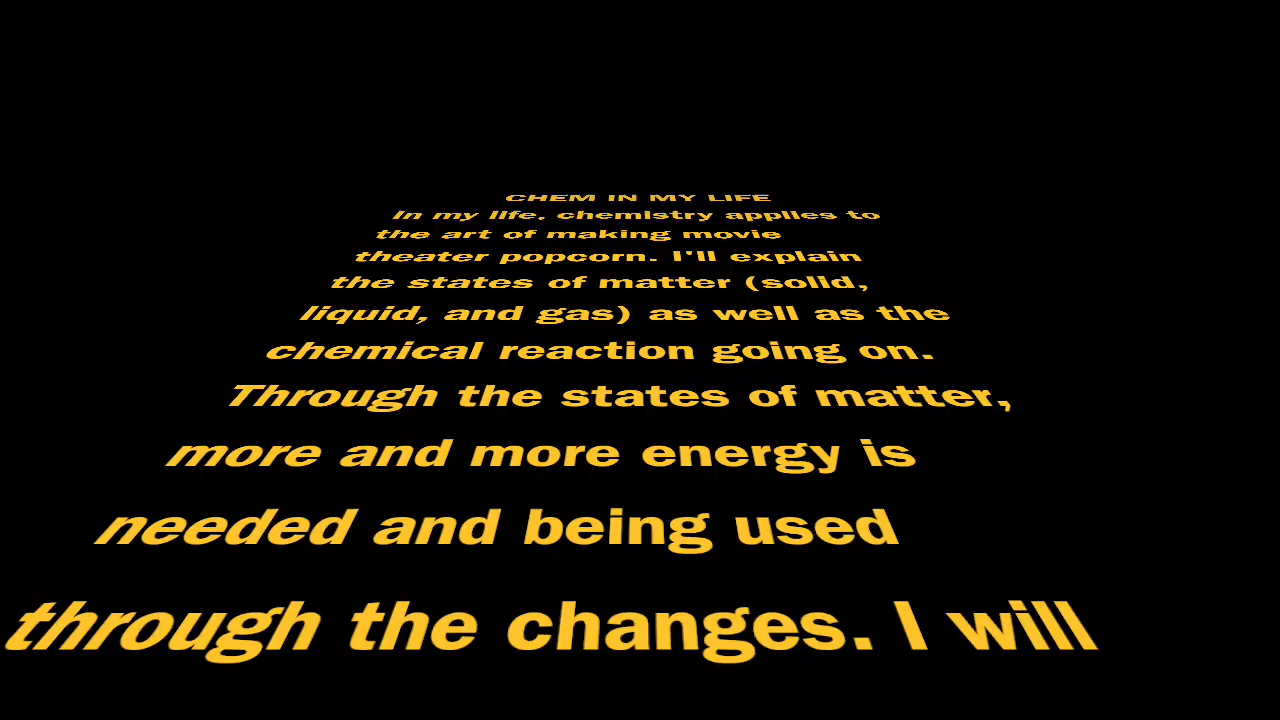 CHEM IN MY LIFE
In my life, chemistry applies to
the art of making movie
theater popcorn. I'll explain
the states of matter (solid,
liquid, and gas) as well as the
chemical reaction going on.
Through the states of matter,
more and more energy is
needed and being used
through the changes. I will